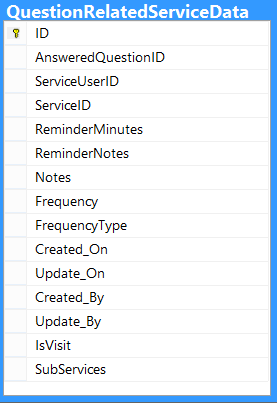 QuestionRelatedServiceData
ID
AnsweredQuestionID
ServiceUserID
ServiceID
ReminderMinutes
ReminderNotes
Notes
Frequency
FrequencyType
Created_On
Update_On
Created_By
Update_By
IsVisit
SubServices